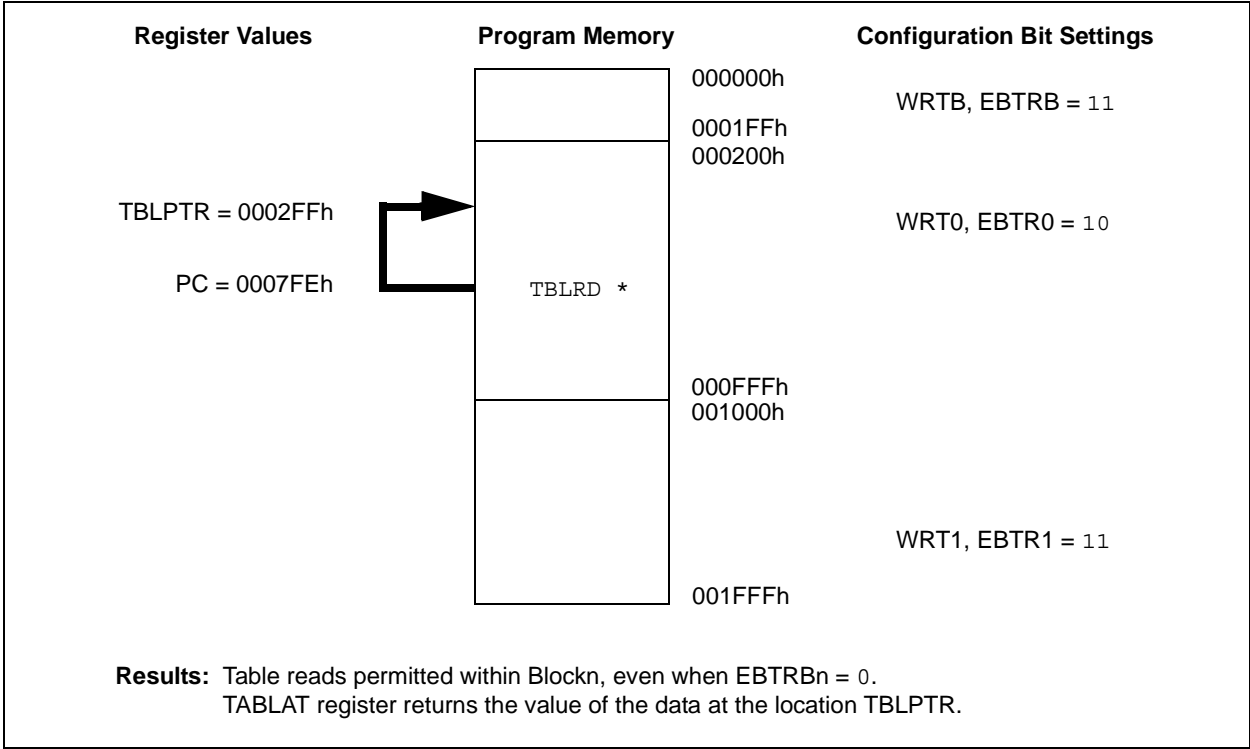 Register Values Program Memory Configuration Bit Settings
000000h
WRTB, EBTRB = 11
0001FFh
000200h
TBLPTR = 0002FFh
WRT0, EBTR0 = 10
PC = 0007FEh
TBLRD *
000FFFh
001000h
WRT1, EBTR1 = 11
001FFFh
Results: Table reads permitted within Blockn, even when EBTRBn = 0.
TABLAT register returns the value of the data at the location TBLPTR.